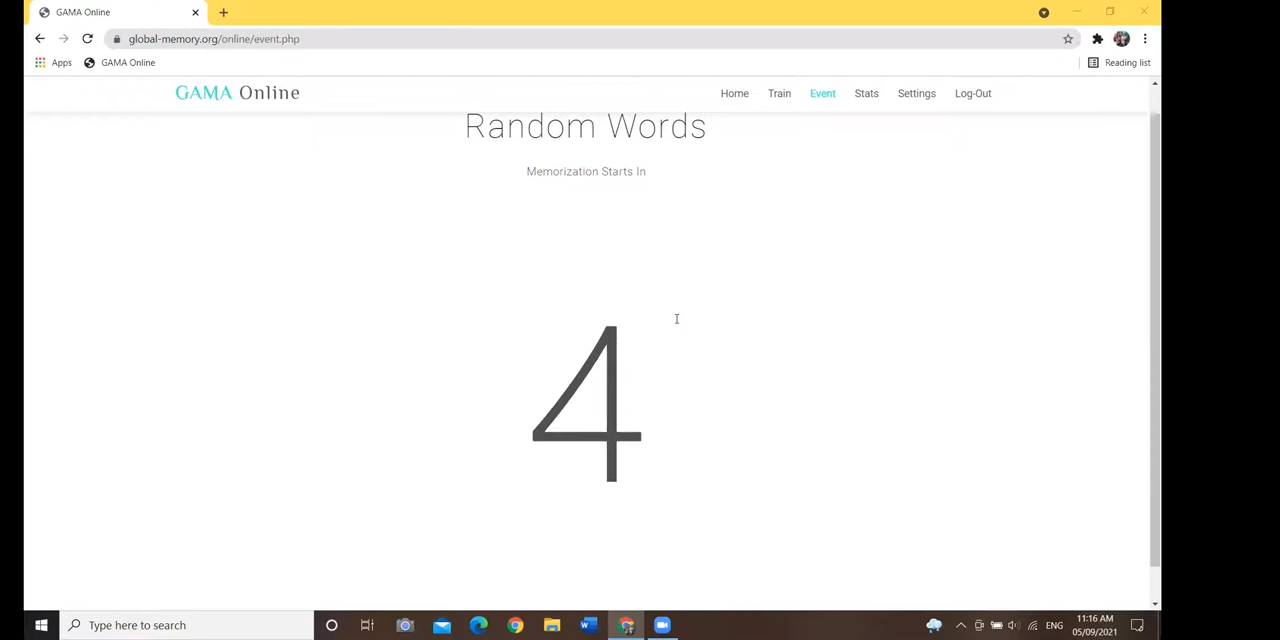 GAMA Online
global-memory.org/online/event.php
Apps GAMA Online Reading list
GAMA Online Home Train Event Stats Settings Log-Out
Random Words
Memorization Starts In
4
Type here to search ENG 11:16 AM
05/09/2021